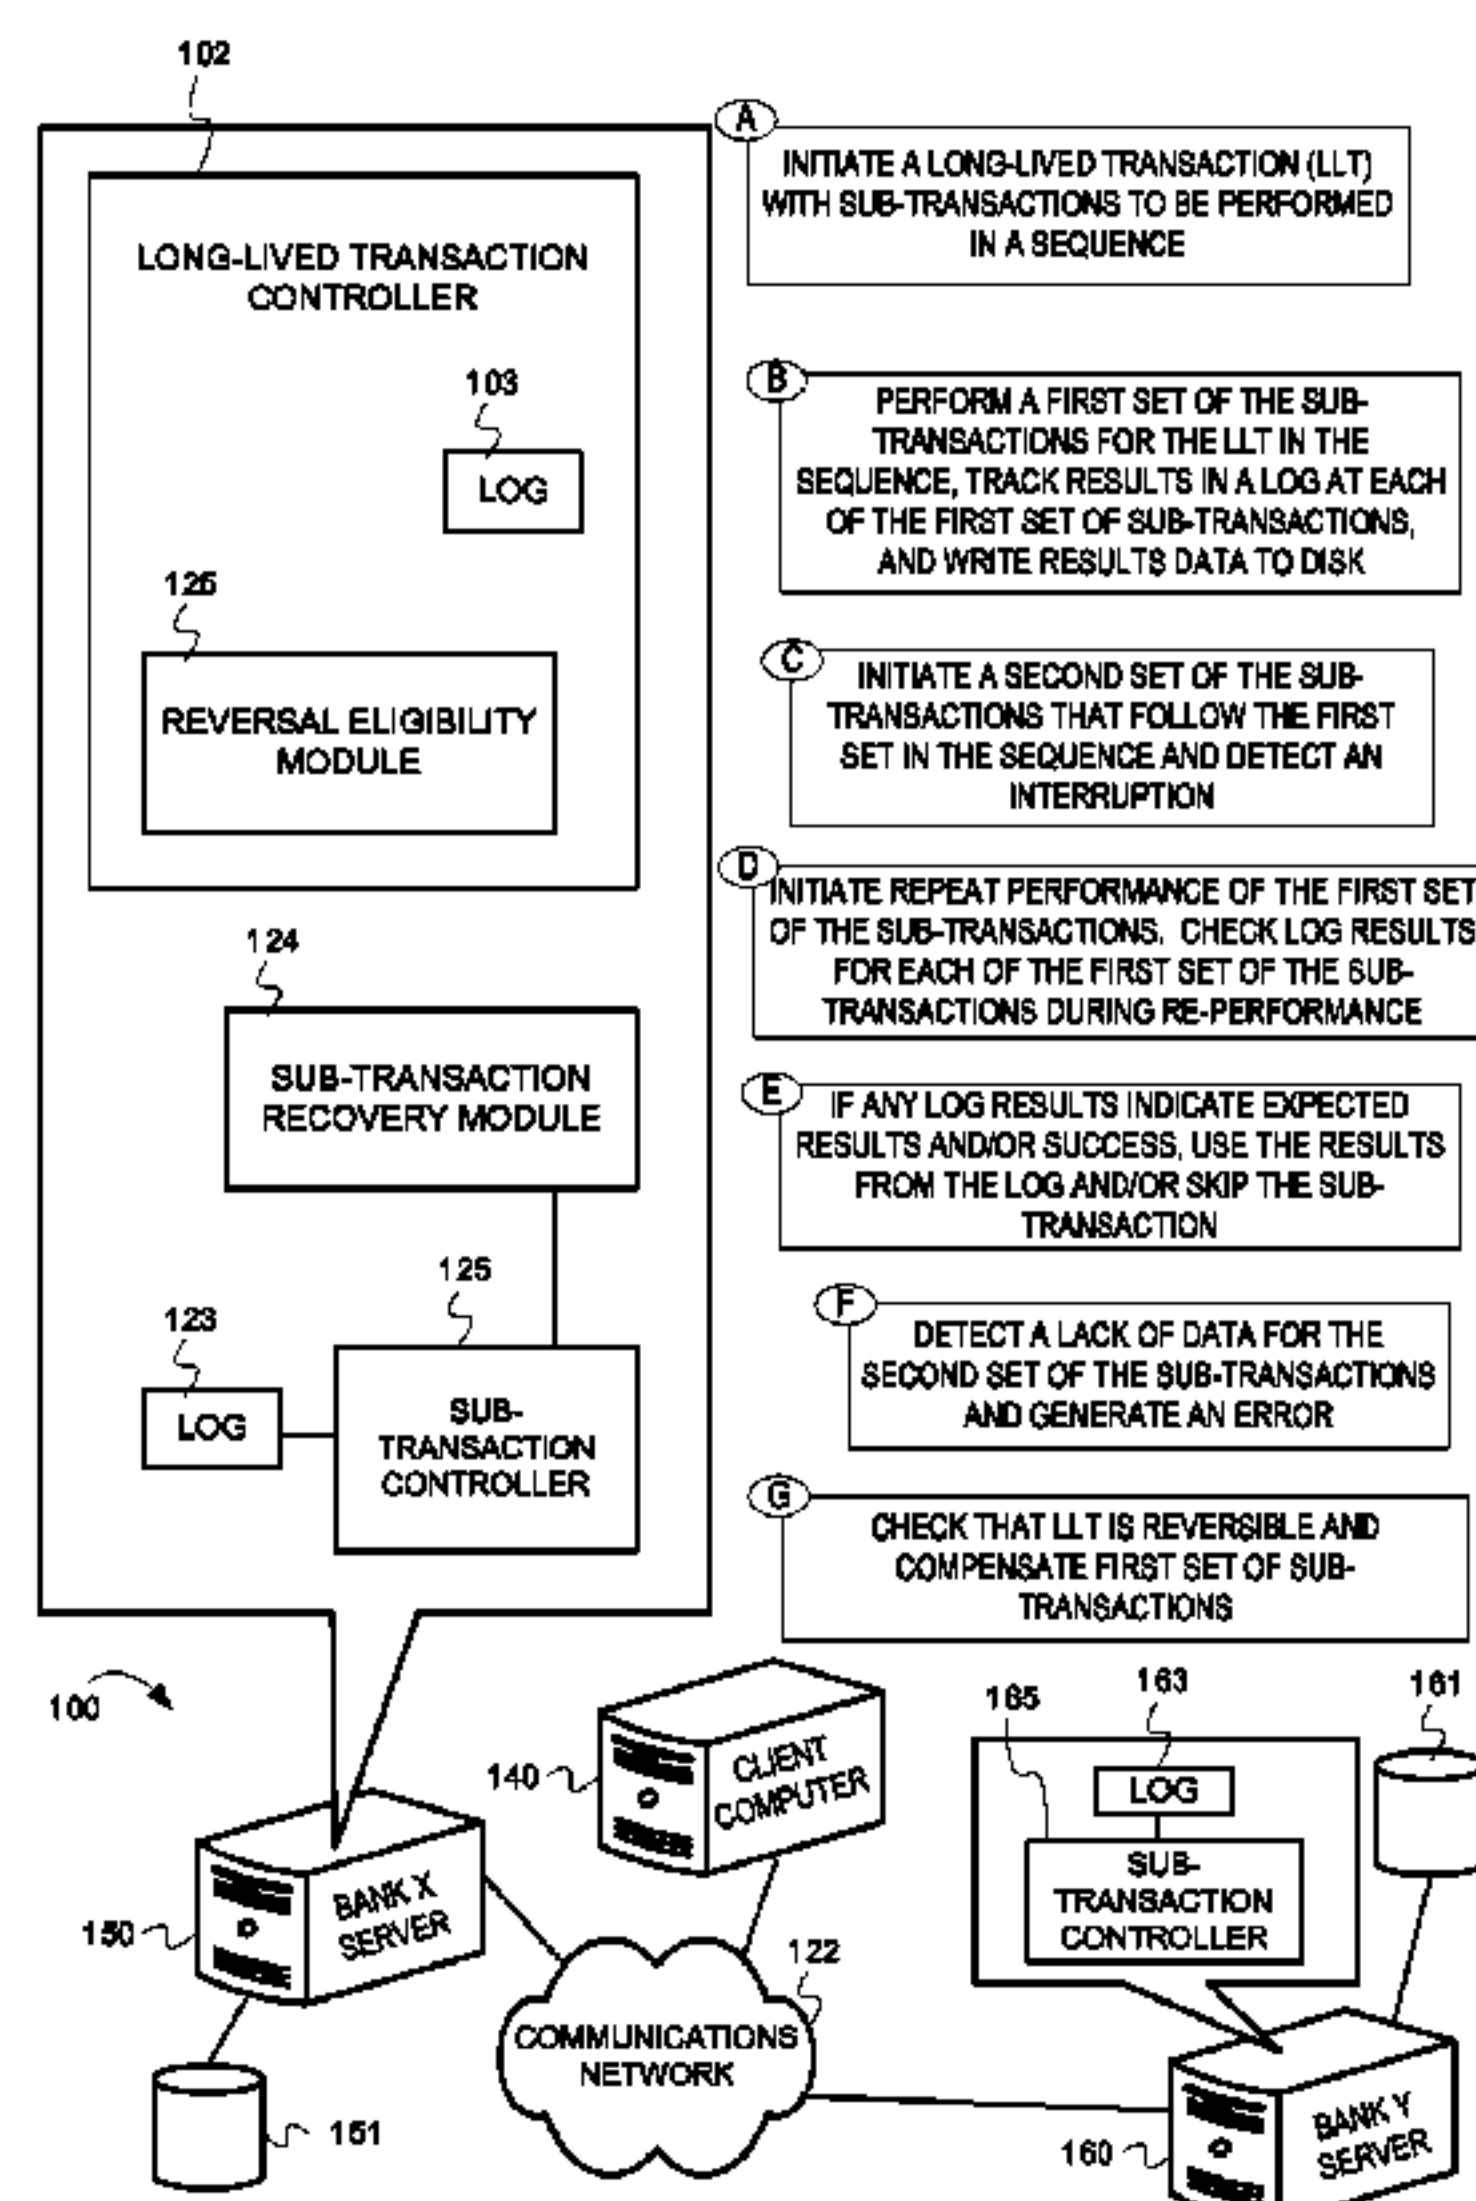 102
LONG-LIVED TRANSACTION
CONTROLLER
103
LOG
126
REVERSAL ELIGIBILITY
MODULE
124
SUB-TRANSACTION
RECOVERY MODULE
125
123
LOG
SUB-
TRANSACTION
CONTROLLER
A
INITIATE A LONG-LIVED TRANSACTION (LLT)
WITH SUB-TRANSACTIONS TO BE PERFORMED
IN A SEQUENCE
B
PERFORM A FIRST SET OF THE SUB-
TRANSACTIONS FOR THE LLT IN THE
SEQUENCE, TRACK RESULTS IN A LOG AT EACH
OF THE FIRST SET OF SUB-TRANSACTIONS,
AND WRITE RESULTS DATA TO DISK
C
INITIATE A SECOND SET OF THE SUB-
TRANSACTIONS THAT FOLLOW THE FIRST
SET IN THE SEQUENCE AND DETECT AN
INTERRUPTION
D
INITIATE REPEAT PERFORMANCE OF THE FIRST SET
OF THE SUB-TRANSACTIONS. CHECK LOG RESULTS
FOR EACH OF THE FIRST SET OF THE SUB-
TRANSACTIONS DURING RE-PERFORMANCE
E
IF ANY LOG RESULTS INDICATE EXPECTED
RESULTS AND/OR SUCCESS, USE THE RESULTS
FROM THE LOG AND/OR SKIP THE SUB-
TRANSACTION
F
DETECT A LACK OF DATA FOR THE
SECOND SET OF THE SUB-TRANSACTIONS
AND GENERATE AN ERROR
G
CHECK THAT LLT IS REVERSIBLE AND
COMPENSATE FIRST SET OF SUB-
TRANSACTIONS
100
140
CLIENT
COMPUTER
165
163
161
LOG
SUB-
TRANSACTION
CONTROLLER
150
BANK X
SERVER
122
COMMUNICATIONS
NETWORK
151
160
BANK Y
SERVER